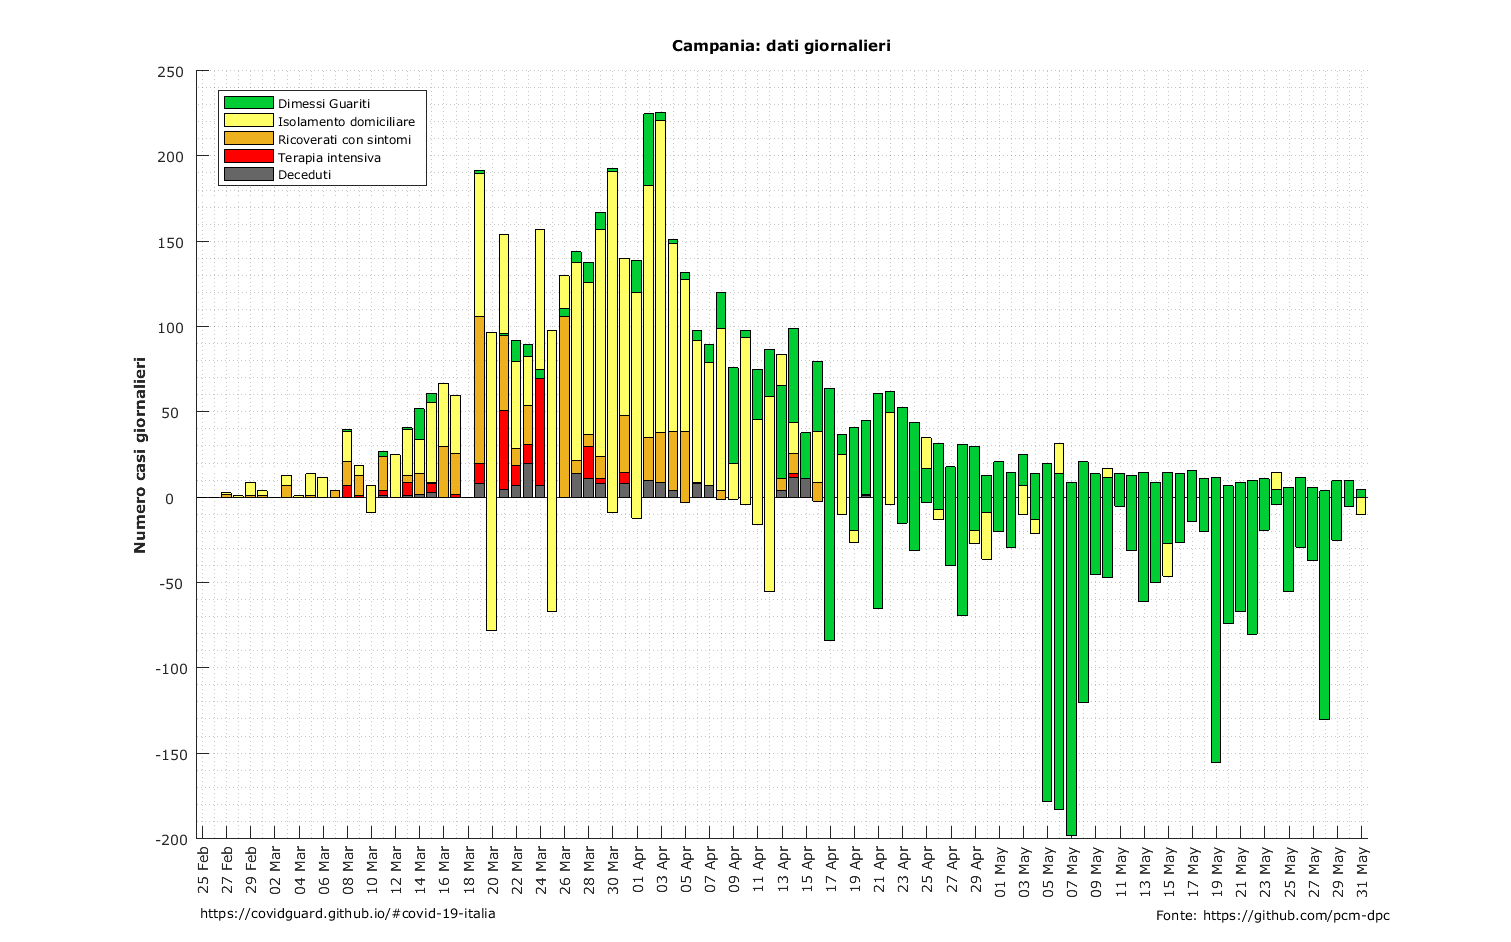 Campania: dati giornalieri
250
200
150
100
50
0
-50
-100
-150
-200
Numero casi giornalieri
Dimessi Guariti
Isolamento domiciliare
Ricoverati con sintomi
Terapia intensiva
Deceduti
25 Feb
27 Feb
29 Feb
02 Mar
04 Mar
06 Mar
08 Mar
10 Mar
12 Mar
14 Mar
16 Mar
18 Mar
20 Mar
22 Mar
24 Mar
26 Mar
28 Mar
30 Mar
01 Apr
03 Apr
05 Apr
07 Apr
09 Apr
11 Apr
13 Apr
15 Apr
17 Apr
19 Apr
21 Apr
23 Apr
25 Apr
27 Apr
29 Apr
01 May
03 May
05 May
07 May
09 May
11 May
13 May
15 May
17 May
19 May
21 May
23 May
25 May
27 May
29 May
31 May
https://covidguard.github.io/#covid-19-italia
Fonte: https://github.com/pcm-dpc